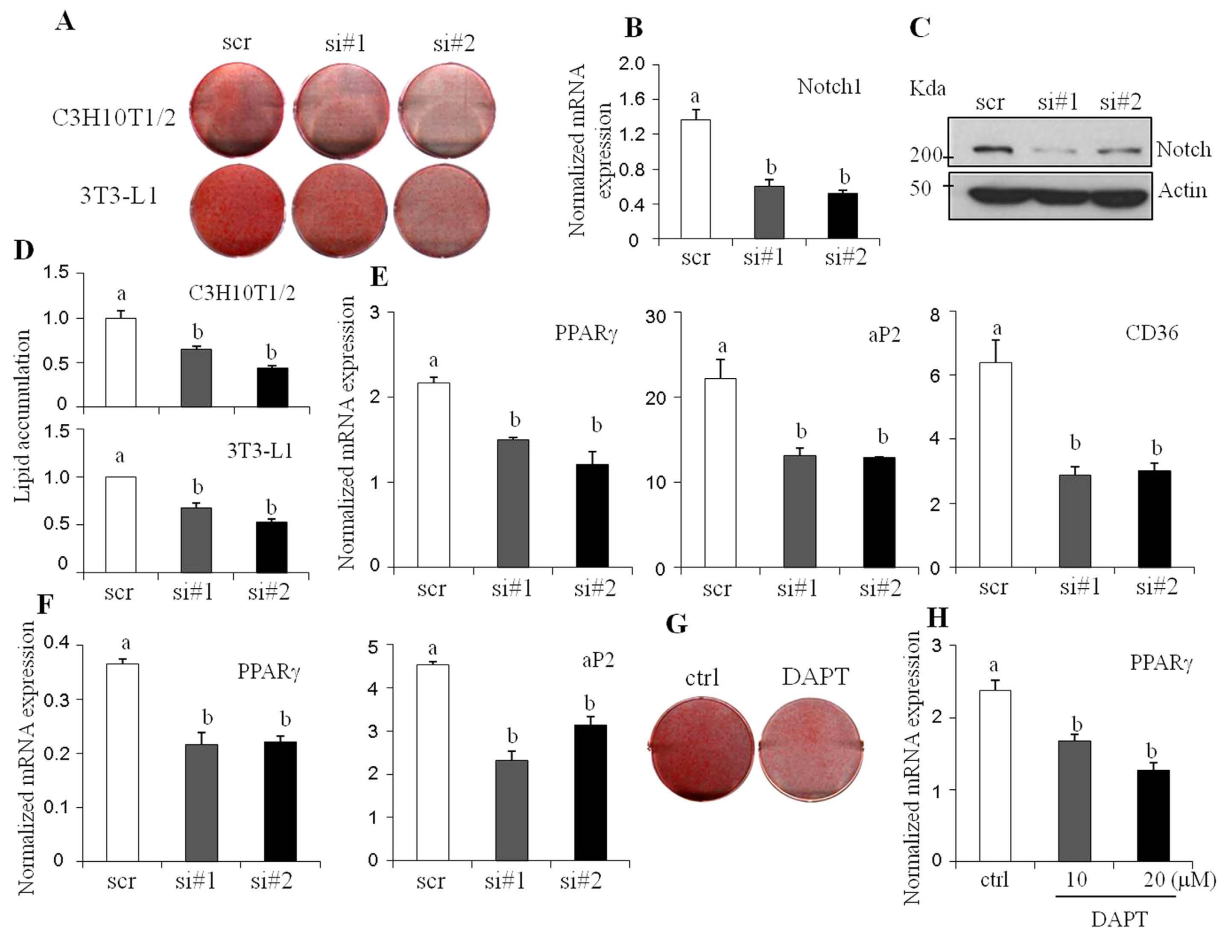 A
scr si#1 si#2
C3H10T1/2
3T3-L1
B
Normalized mRNA expression
2.0
1.6
1.2
0.8
0.4
0
Notch1
a
b
b
scr si#1 si#2
C
Kda
scr si#1 si#2
200
Notch
50
Actin
D
Lipid accumulation
1.5
1.0
0.5
0
C3H10T1/2
a
b
b
1.5
1.0
0.5
0
3T3-L1
a
b
b
scr si#1 si#2
E
Normalized mRNA expression
3
2
1
0
PPARγ
a
b
b
scr si#1 si#2
30
20
10
0
aP2
a
b
b
scr si#1 si#2
8
6
4
2
0
CD36
a
b
b
scr si#1 si#2
F
Normalized mRNA expression
0.4
0.3
0.2
0.1
0
PPARγ
a
b
b
scr si#1 si#2
5
4
3
2
1
0
aP2
a
b
b
scr si#1 si#2
G
ctrl DAPT
H
Normalized mRNA expression
3
2
1
0
PPARγ
a
b
b
ctrl 10 20 (μM)
DAPT